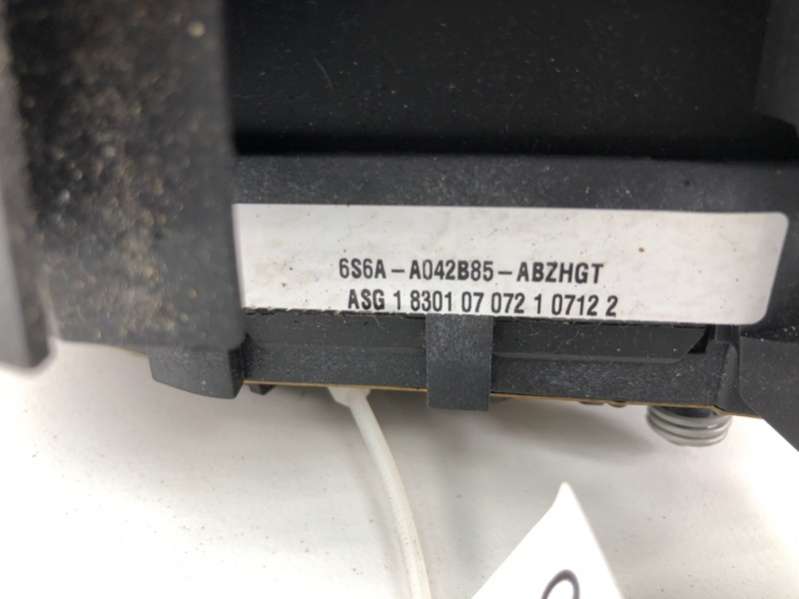 6S6A-A042B85-ABZHGT
ASG 1 8301 07 072 1 0712 2